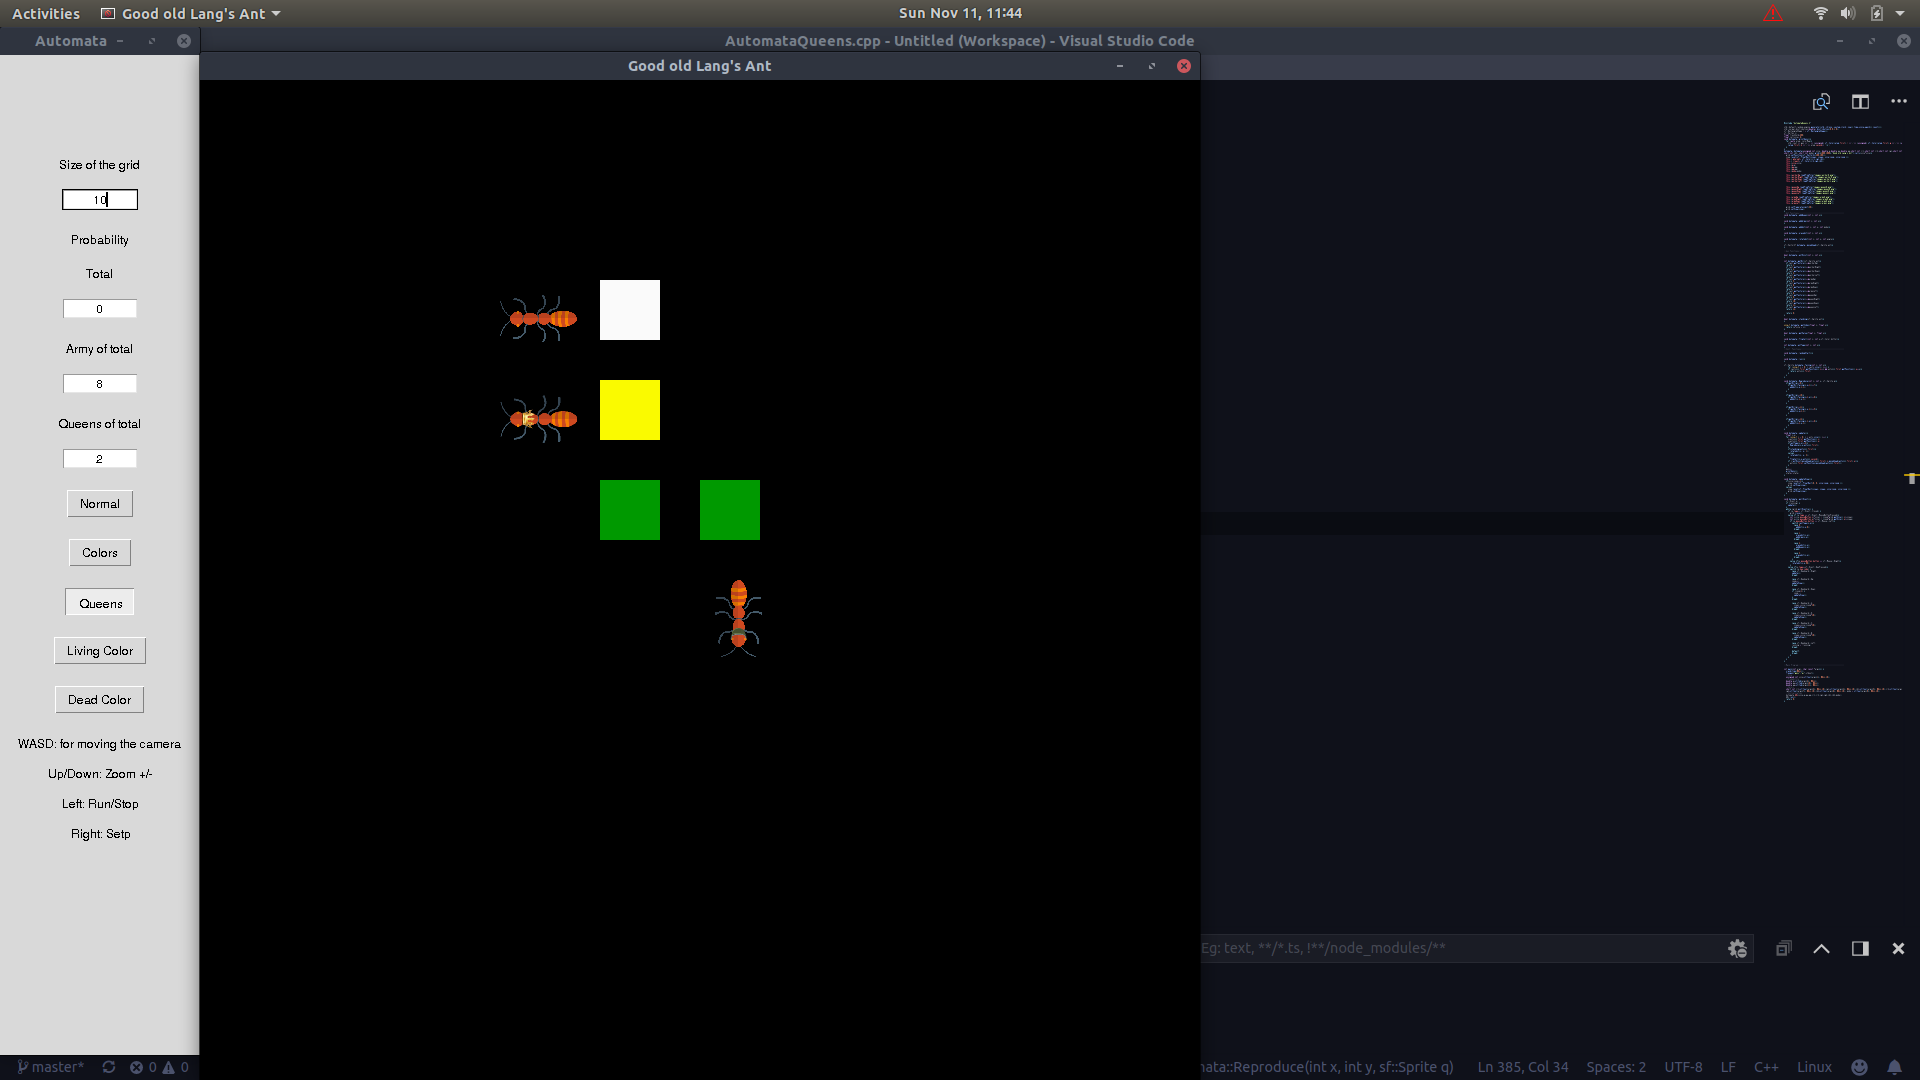 Activities Good old Lang's Ant Sun Nov 11, 11:44
Automata
AutomataQueens.cpp - Untitled (Workspace) - Visual Studio Code
Good old Lang's Ant
Size of the grid
10
Probability
Total
0
Army of total
8
Queens of total
2
Normal
Colors
Queens
Living Color
Dead Color
WASD: for moving the camera
Up/Down: Zoom +/-
Left: Run/Stop
Right: Setp
Eg: text, **/*.ts, !**/node_modules/**
master* 0 0 nata::Reproduce(int x, int y, sf::Sprite q) Ln 385, Col 34 Spaces: 2 UTF-8 LF C++ Linux